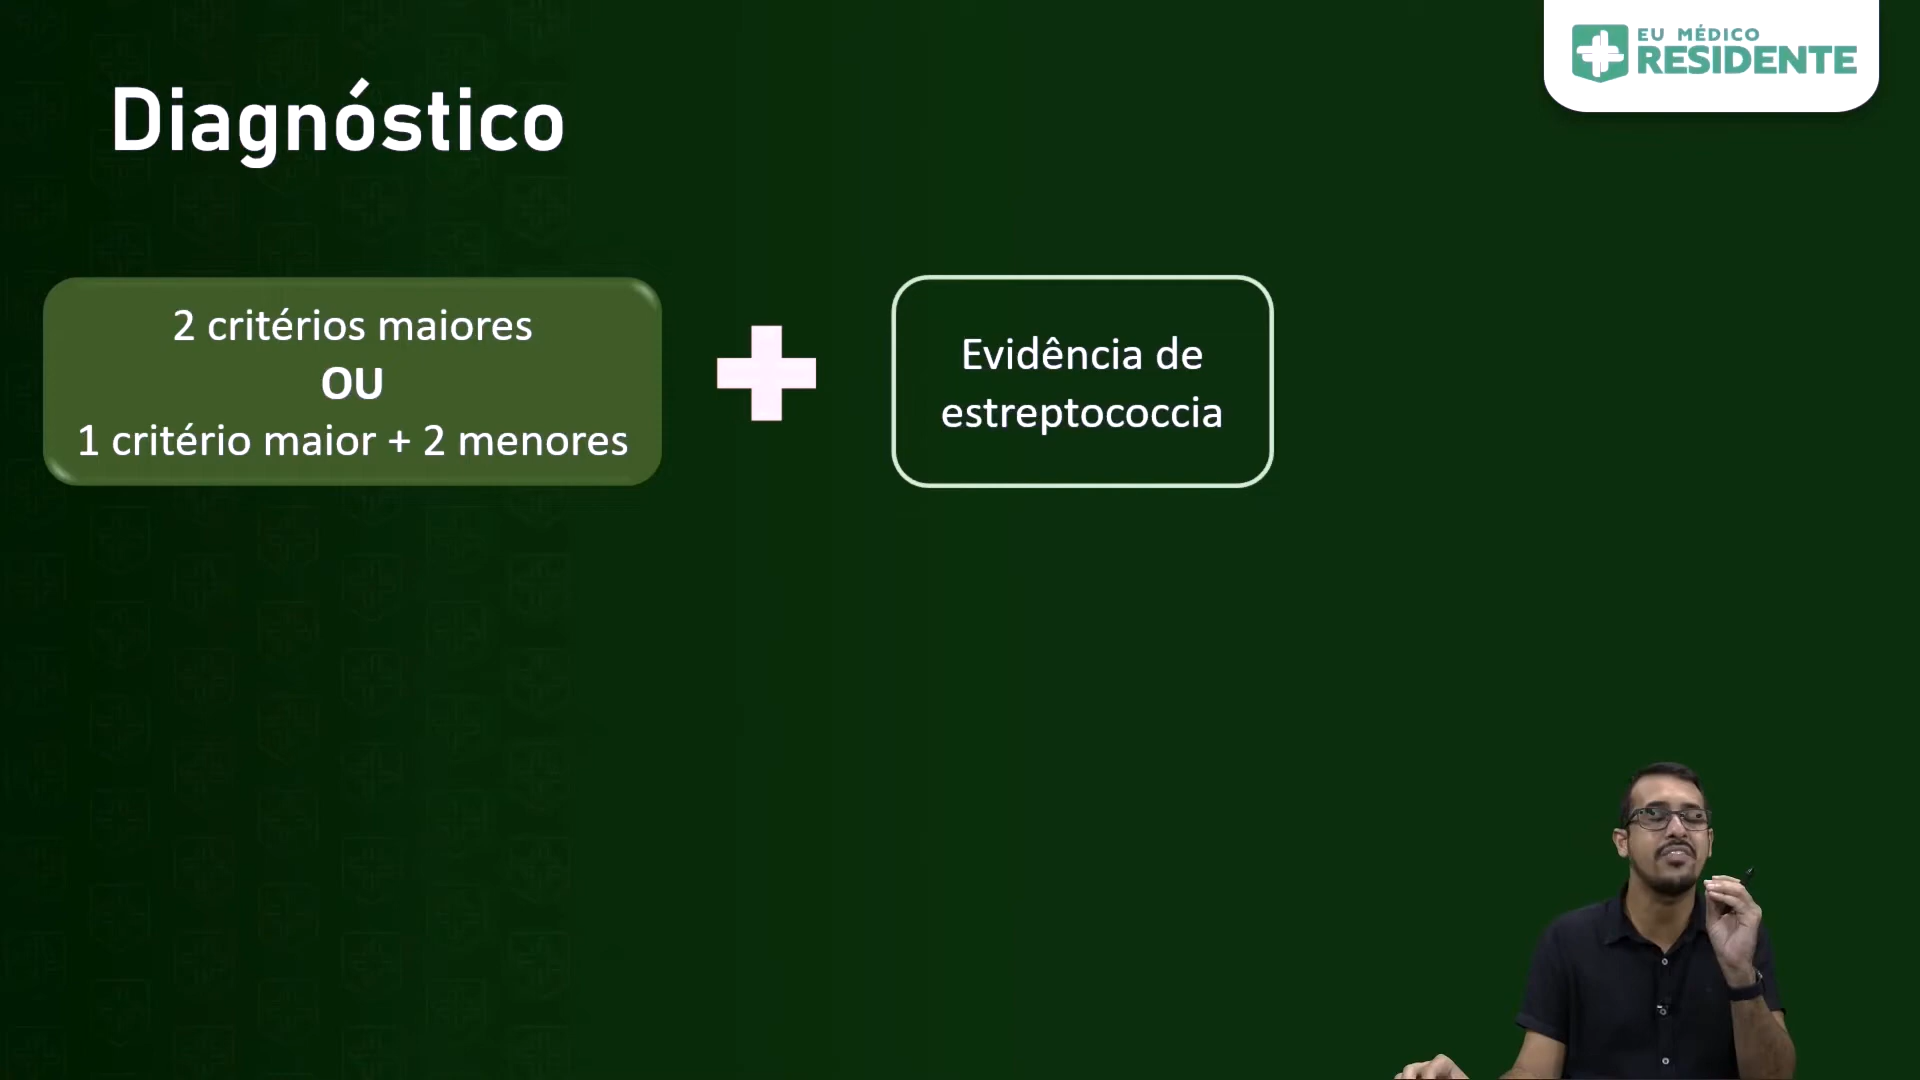 EU MÉDICO
RESIDENTE
Diagnóstico
2 critérios maiores
OU
1 critério maior + 2 menores
Evidência de
estreptococcia